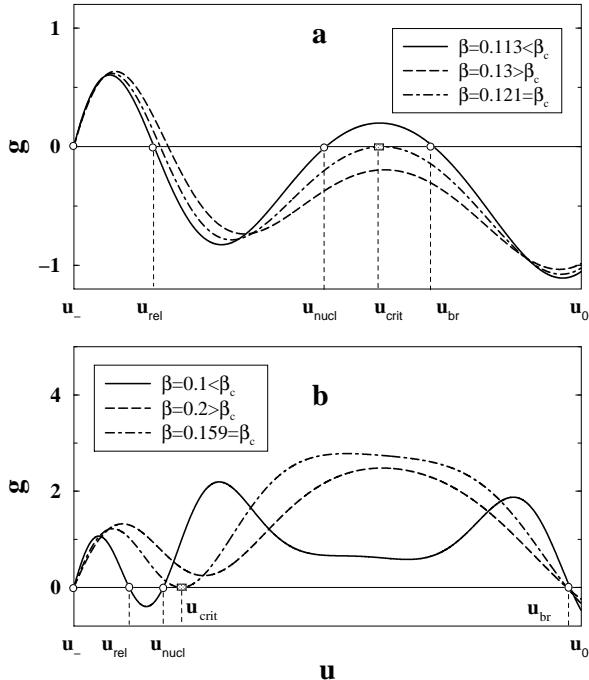 1
a
β=0.113<β_c
β=0.13>β_c
β=0.121=β_c
g
0
−1
u_−
u_rel
u_nucl
u_crit
u_br
u_0
4
β=0.1<β_c
β=0.2>β_c
β=0.159=β_c
b
g
2
0
u_crit
u_br
u_−
u_rel
u_nucl
u_0
u